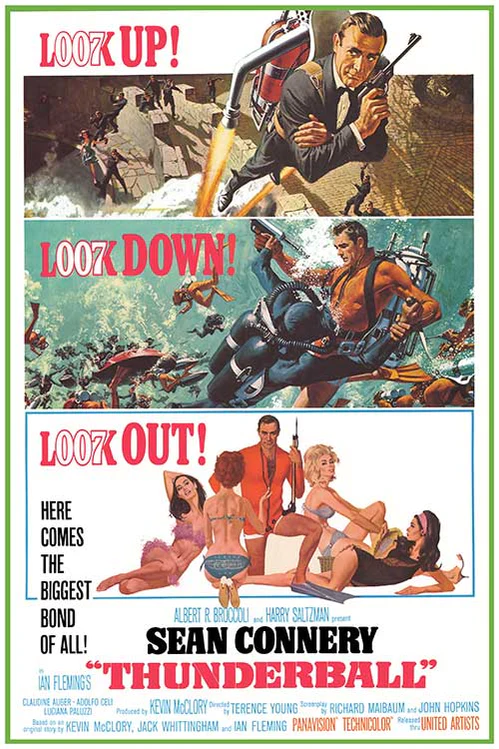 LOO7K UP!
LOO7K DOWN!
LOO7K OUT!
HERE
COMES
THE
BIGGEST
BOND
OF ALL!
ALBERT R. BROCCOLI and HARRY SALTZMAN present
SEAN CONNERY
in IAN FLEMING'S
"THUNDERBALL"
CLAUDINE AUGER · ADOLFO CELI
LUCIANA PALUZZI
Produced by KEVIN McCLORY Directed by TERENCE YOUNG Screenplay by RICHARD MAIBAUM and JOHN HOPKINS
Based on an original story by KEVIN McCLORY, JACK WHITTINGHAM and IAN FLEMING PANAVISION® TECHNICOLOR® Released thru UNITED ARTISTS